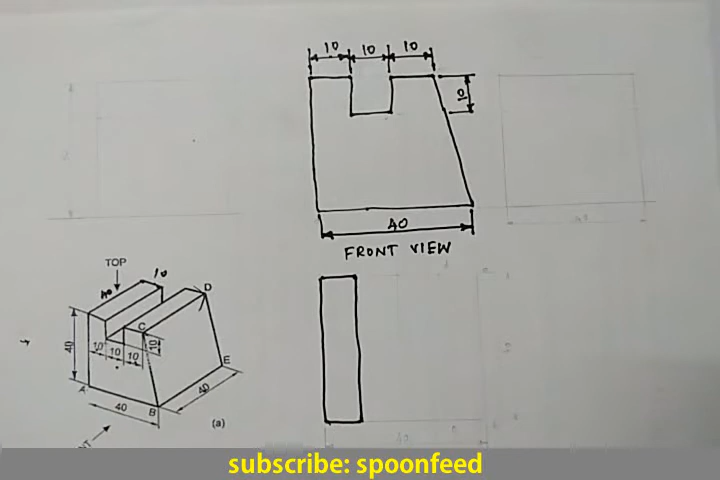 10 10 10
10
40
FRONT VIEW
TOP
40 10
D
C
40 10 10 10 10
E
A
40 B 40
(a)
40
subscribe: spoonfeed